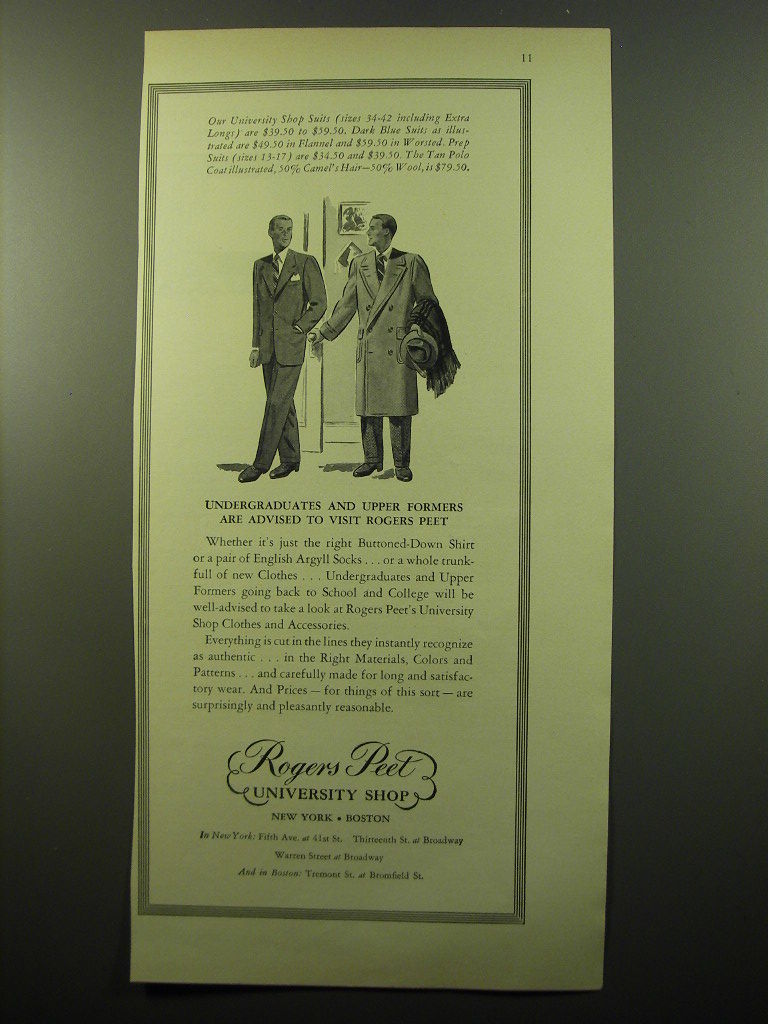 11
Our University Shop Suits (sizes 34-42 including Extra
Longs) are $39.50 to $59.50. Dark Blue Suits as illus-
trated are $49.50 in Flannel and $59.50 in Worsted. Prep
Suits (sizes 13-17) are $34.50 and $39.50. The Tan Polo
Coat illustrated, 50% Camel's Hair—50% Wool, is $79.50.
UNDERGRADUATES AND UPPER FORMERS
ARE ADVISED TO VISIT ROGERS PEET
Whether it's just the right Buttoned-Down Shirt
or a pair of English Argyll Socks . . . or a whole trunk-
full of new Clothes . . . Undergraduates and Upper
Formers going back to School and College will be
well-advised to take a look at Rogers Peet's University
Shop Clothes and Accessories.
Everything is cut in the lines they instantly recognize
as authentic . . . in the Right Materials, Colors and
Patterns . . . and carefully made for long and satisfac-
tory wear. And Prices — for things of this sort — are
surprisingly and pleasantly reasonable.
Rogers Peet
UNIVERSITY SHOP
NEW YORK • BOSTON
In New York: Fifth Ave. at 41st St. Thirteenth St. at Broadway
Warren Street at Broadway
And in Boston: Tremont St. at Bromfield St.